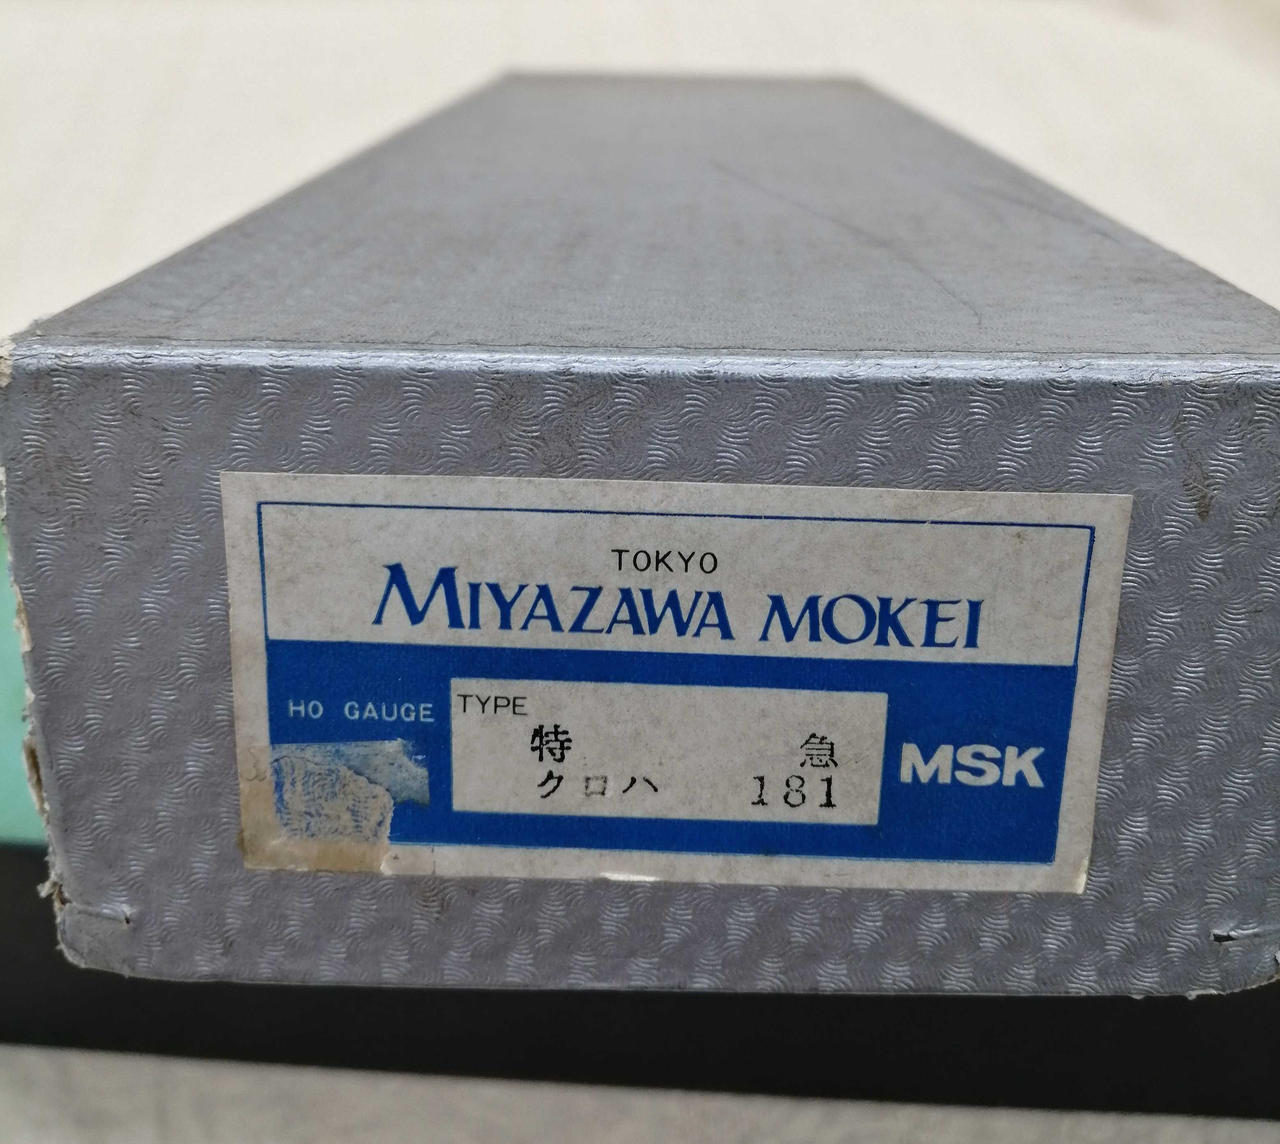 TOKYO
MIYAZAWA MOKEI
HO GAUGE
TYPE
特 急
クロハ 181
MSK